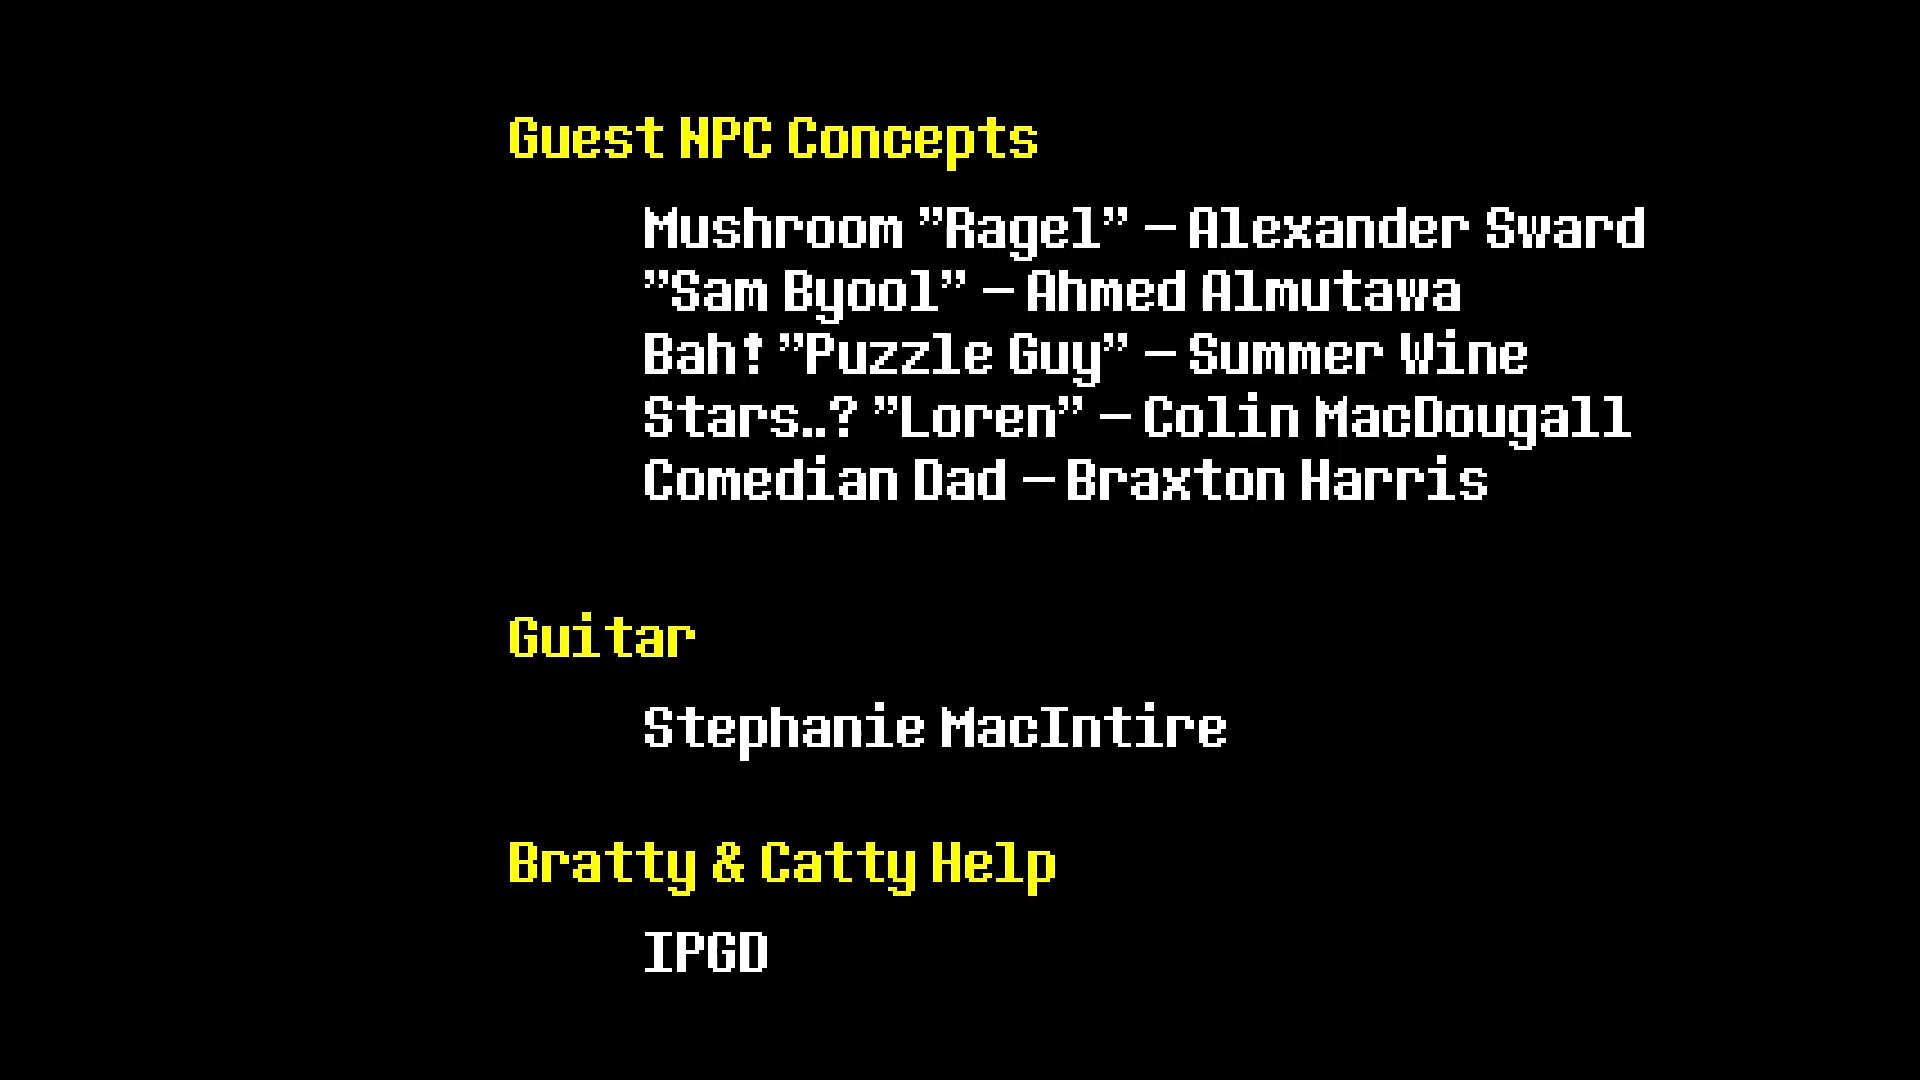 Guest NPC Concepts
Mushroom "Ragel" - Alexander Sward
"Sam Byool" - Ahmed Almutawa
Bah! "Puzzle Guy" - Summer Wine
Stars..? "Loren" - Colin MacDougall
Comedian Dad - Braxton Harris
Guitar
Stephanie MacIntire
Bratty & Catty Help
IPGD